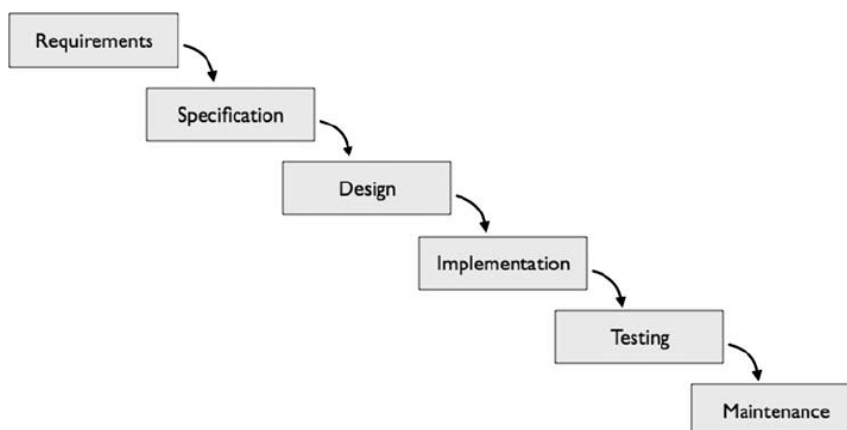 Requirements
Specification
Design
Implementation
Testing
Maintenance